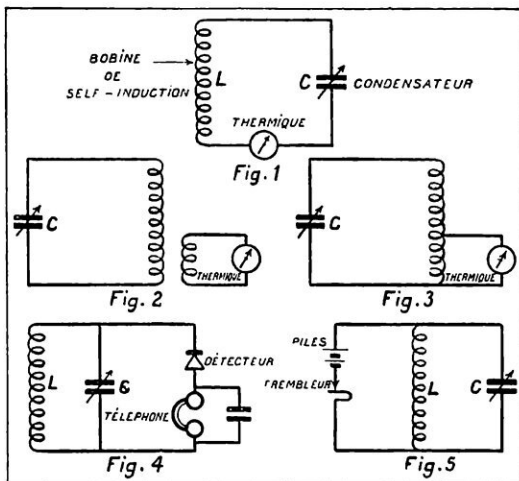 BOBINE
DE
SELF-INDUCTION
L
C CONDENSATEUR
THERMIQUE
Fig. 1
C
THERMIQUE
Fig. 2
C
THERMIQUE
Fig. 3
L
C
DÉTECTEUR
TÉLÉPHONE
Fig. 4
PILES
TREMBLEUR
L
C
Fig. 5